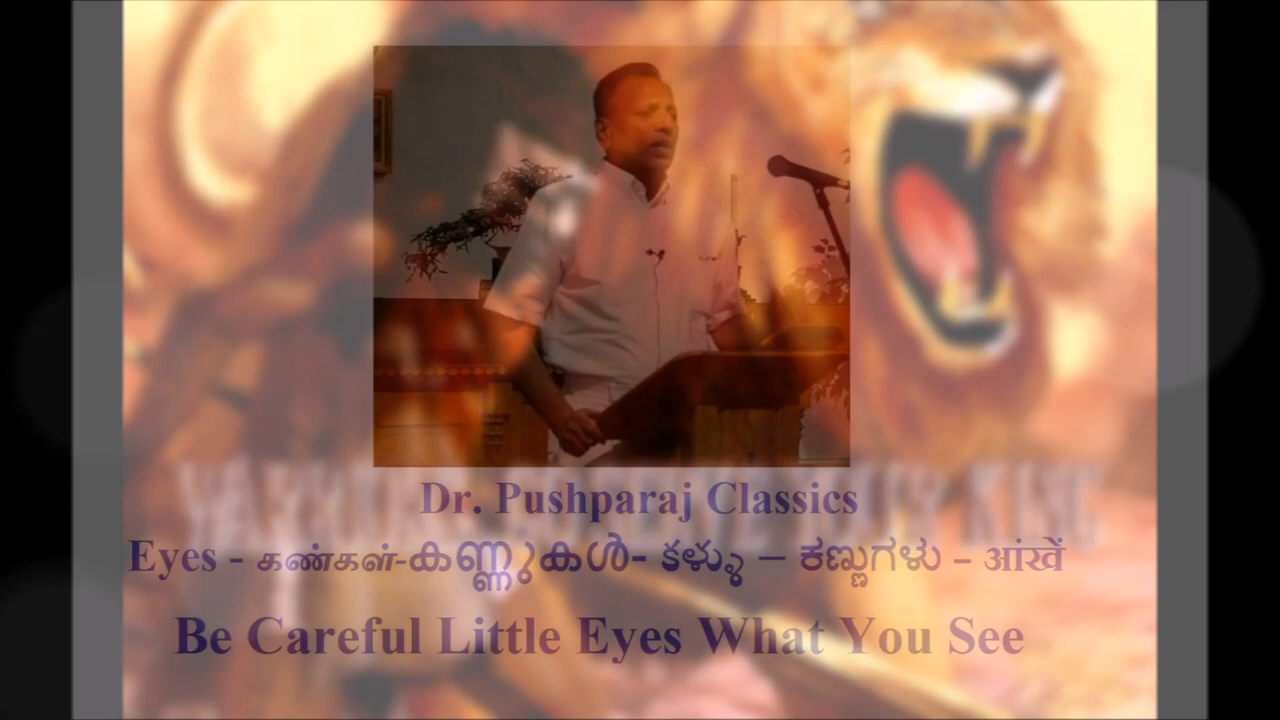 Dr. Pushparaj Classics
Eyes - கண்கள்-കണ്ണുകൾ- కళ్ళు – ಕಣ್ಣುಗಳು – आंखें
Be Careful Little Eyes What You See